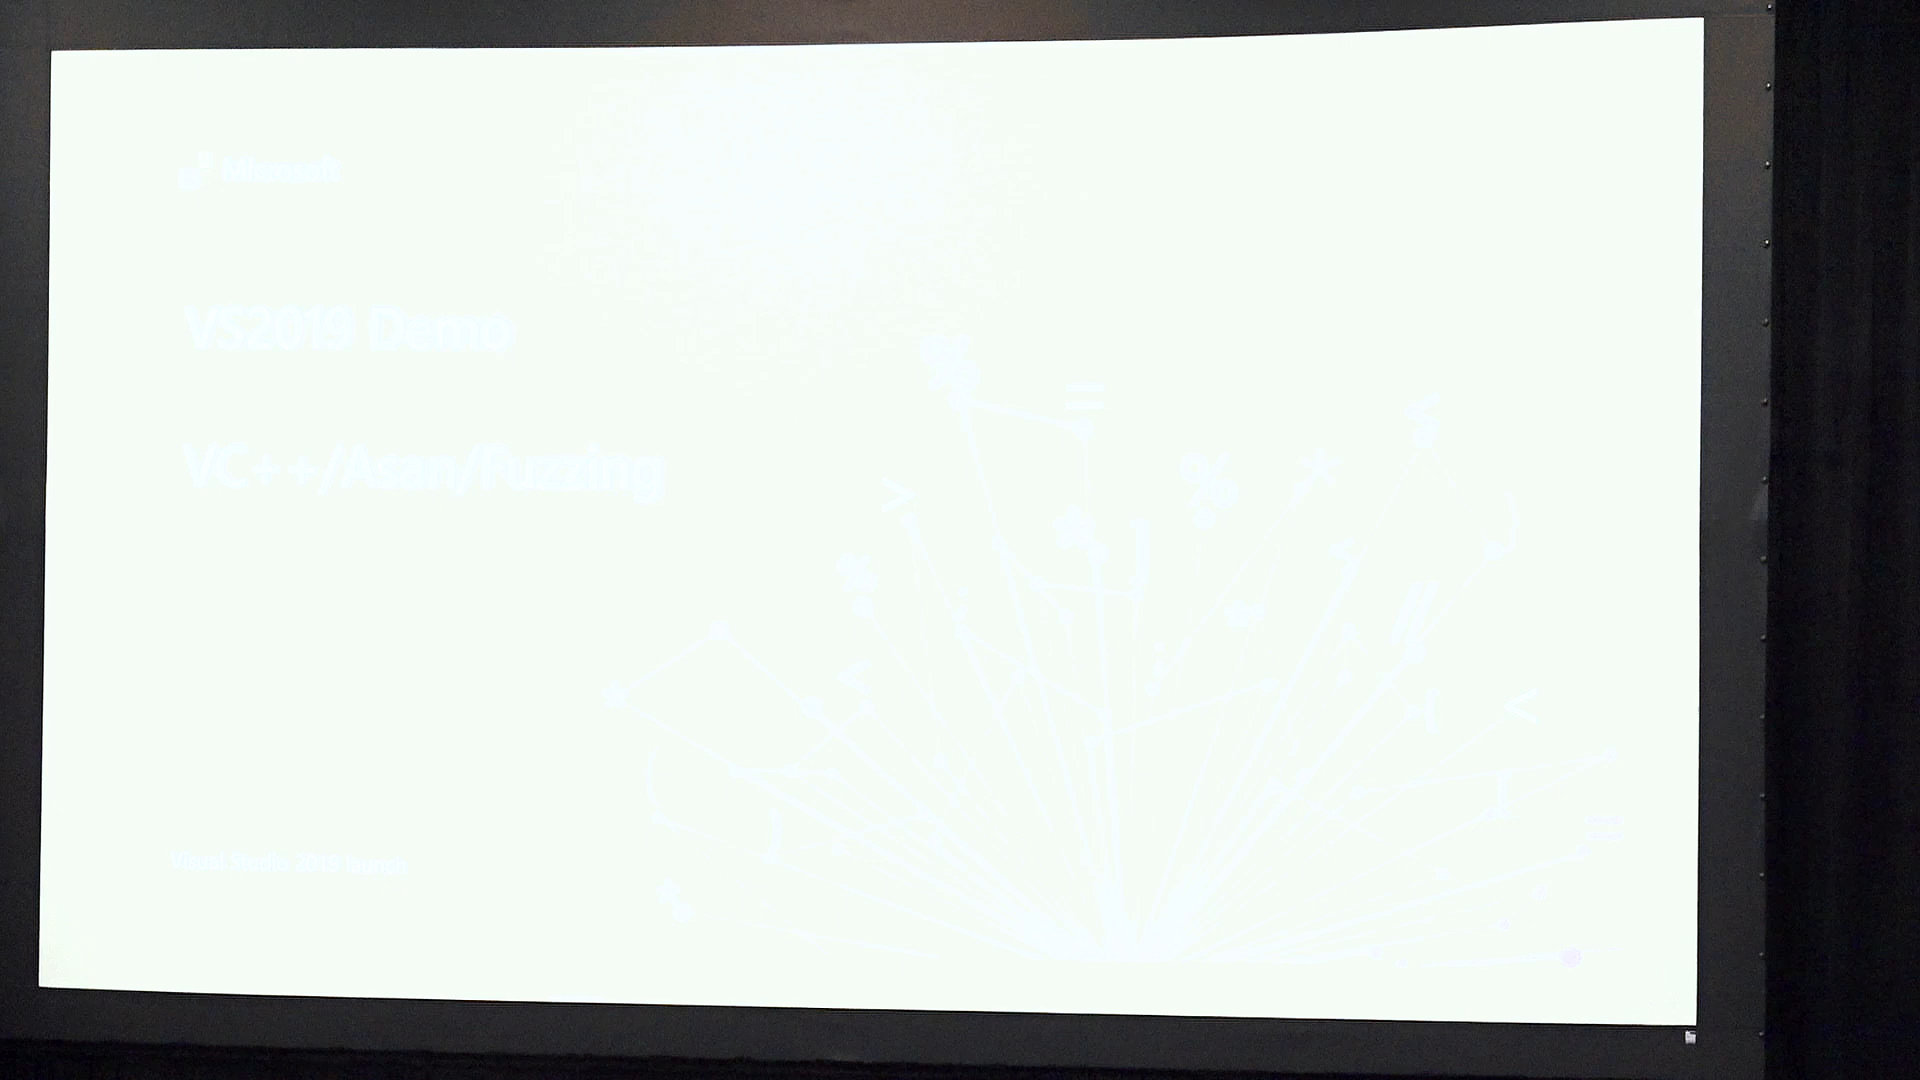 Microsoft
VS2019 Demo
VC++/Asan/Fuzzing
Visual Studio 2019 launch